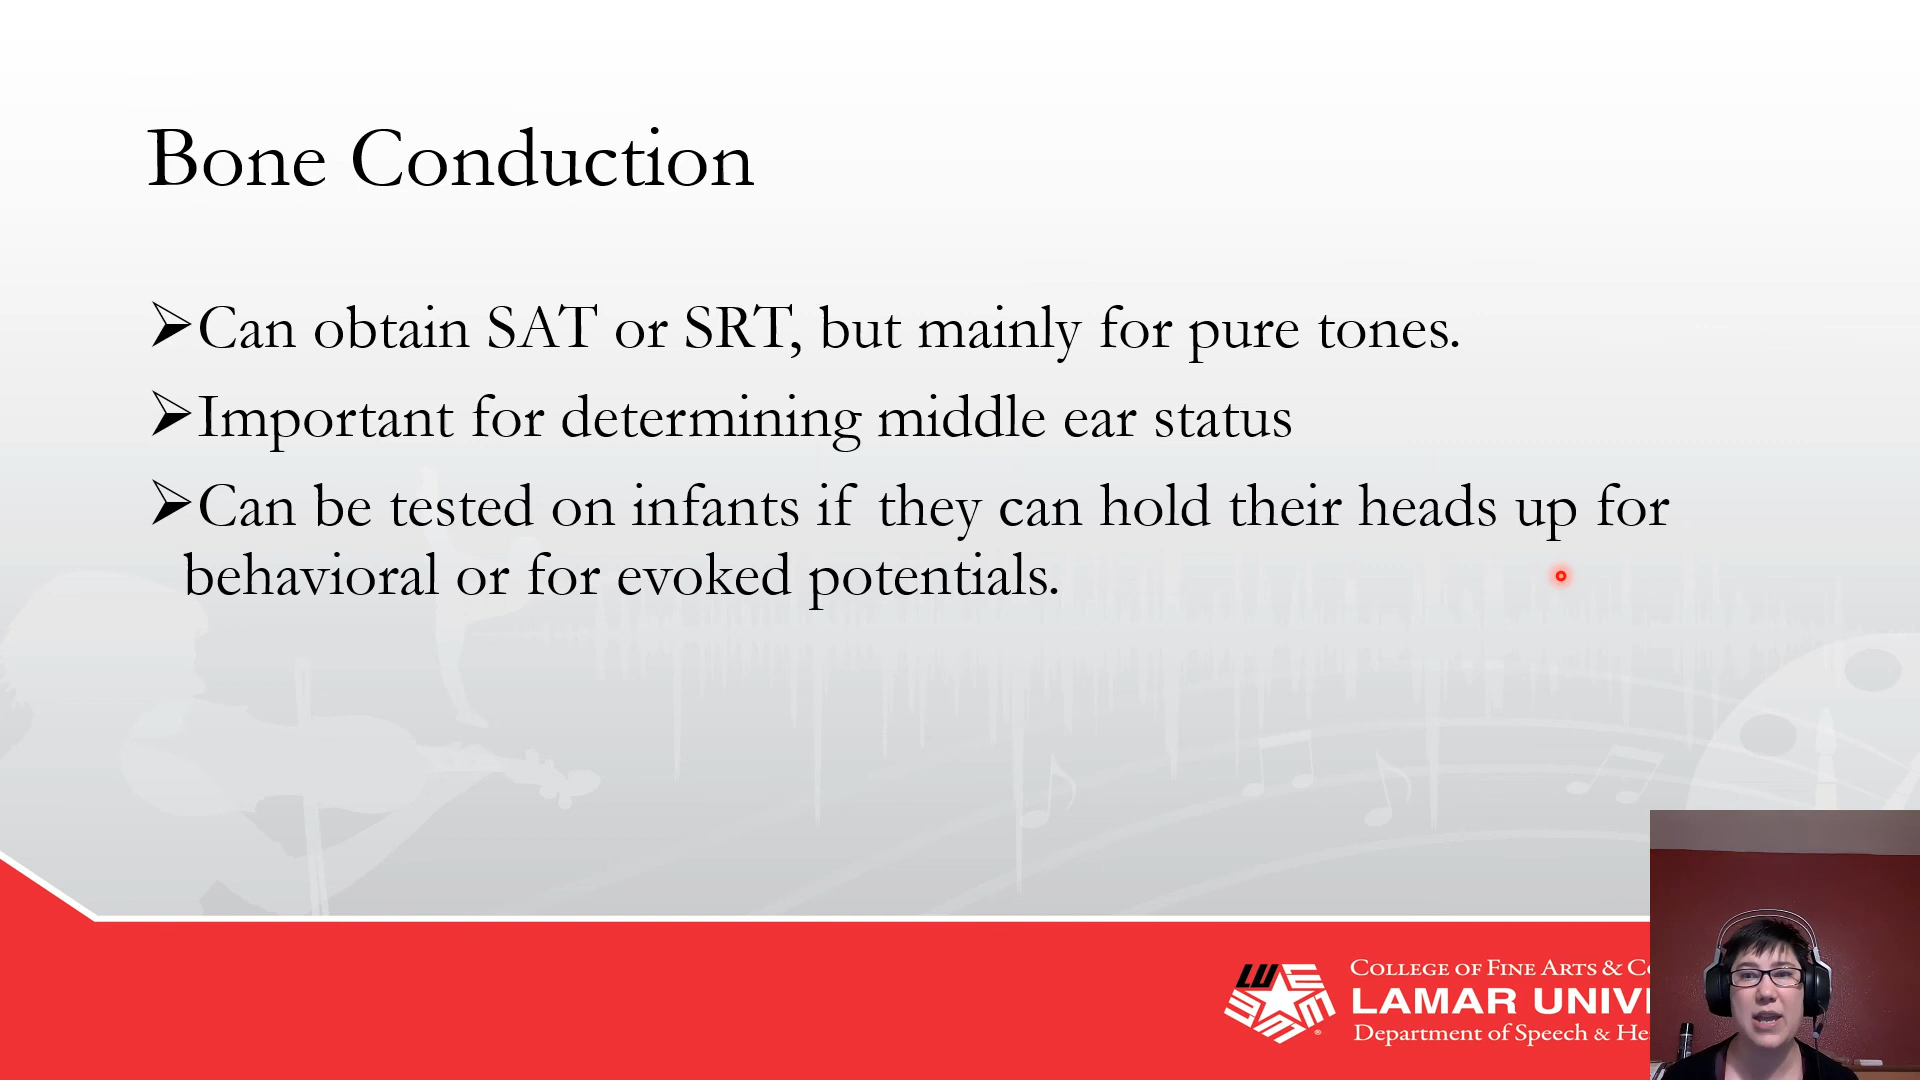 Bone Conduction
➢Can obtain SAT or SRT, but mainly for pure tones.
➢Important for determining middle ear status
➢Can be tested on infants if they can hold their heads up for
behavioral or for evoked potentials.
COLLEGE OF FINE ARTS &
LAMAR
Department of Speech &